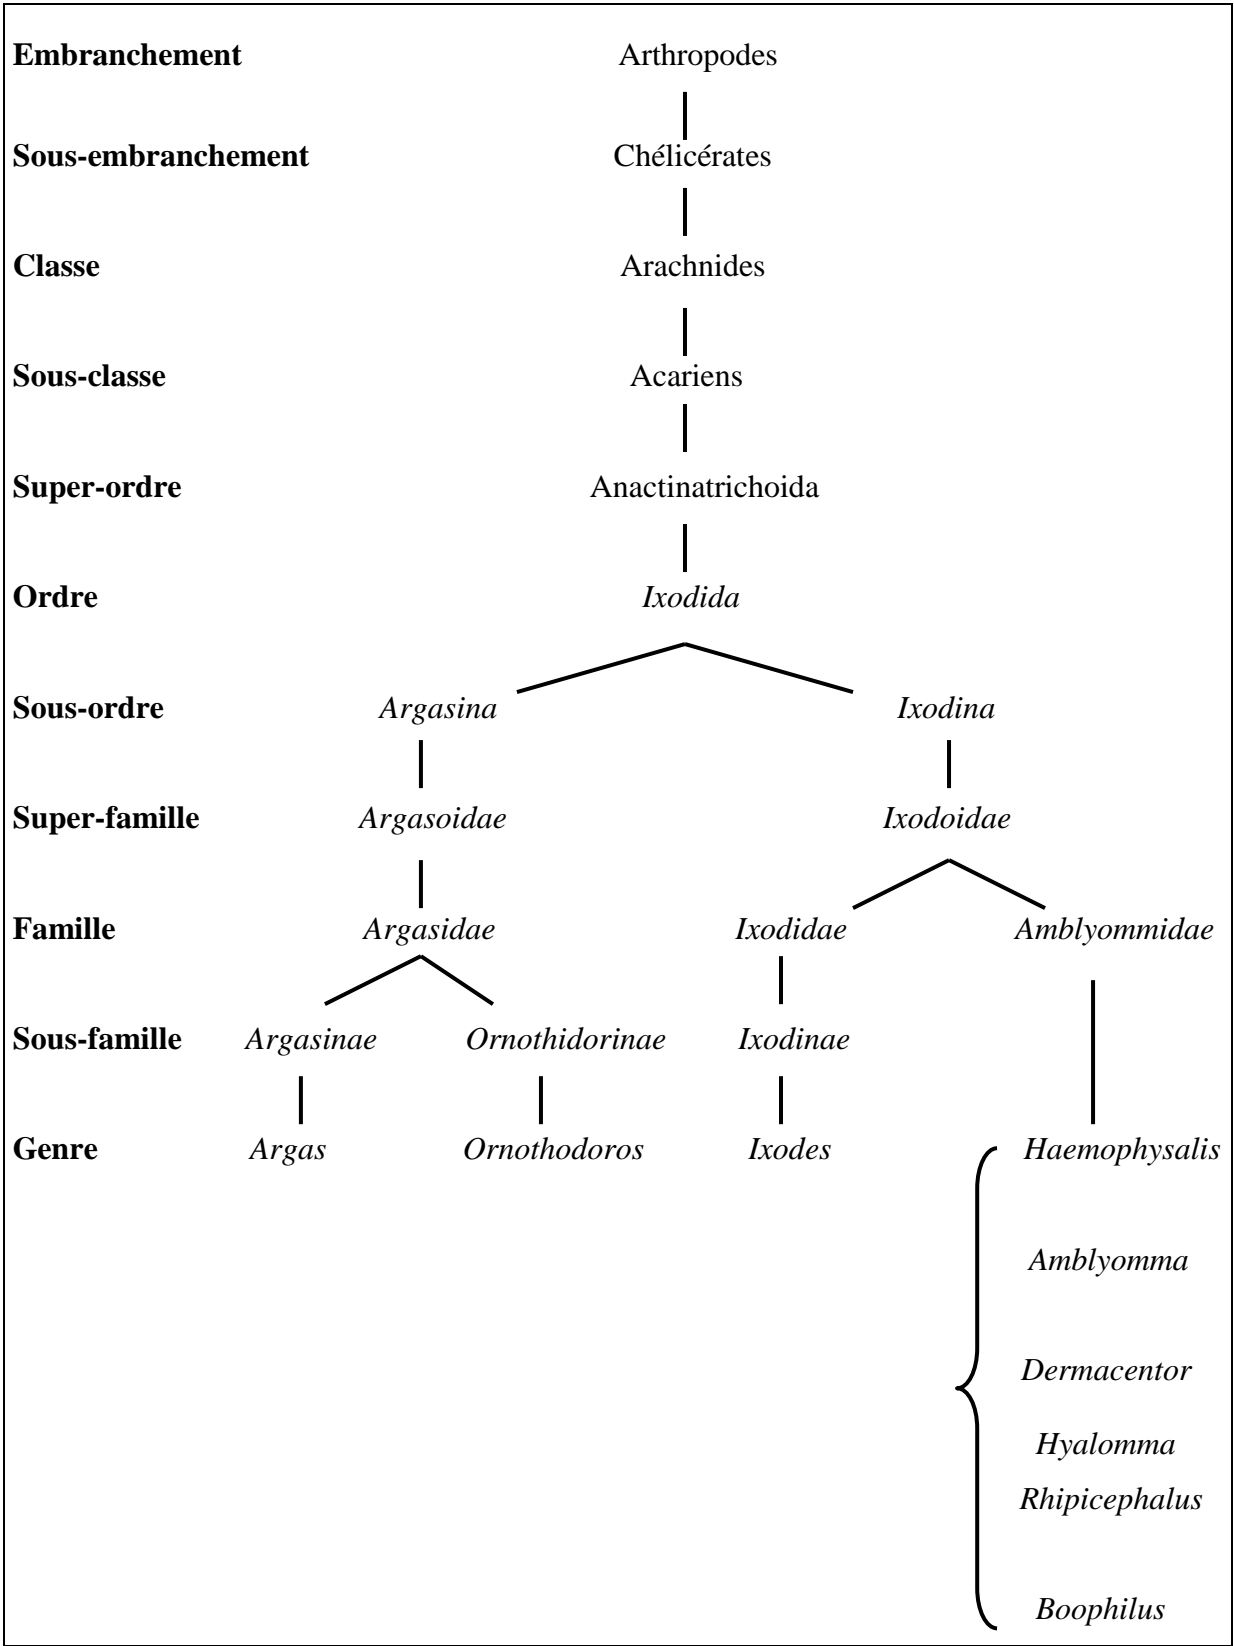 Embranchement Arthropodes
Sous-embranchement Chélicérates
Classe Arachnides
Sous-classe Acariens
Super-ordre Anactinatrichoida
Ordre Ixodida
Sous-ordre Argasina Ixodina
Super-famille Argasoidae Ixodoidae
Famille Argasidae Ixodidae Amblyommidae
Sous-famille Argasinae Ornothidorinae Ixodinae
Genre Argas Ornothodoros Ixodes Haemophysalis
Amblyomma
Dermacentor
Hyalomma
Rhipicephalus
Boophilus